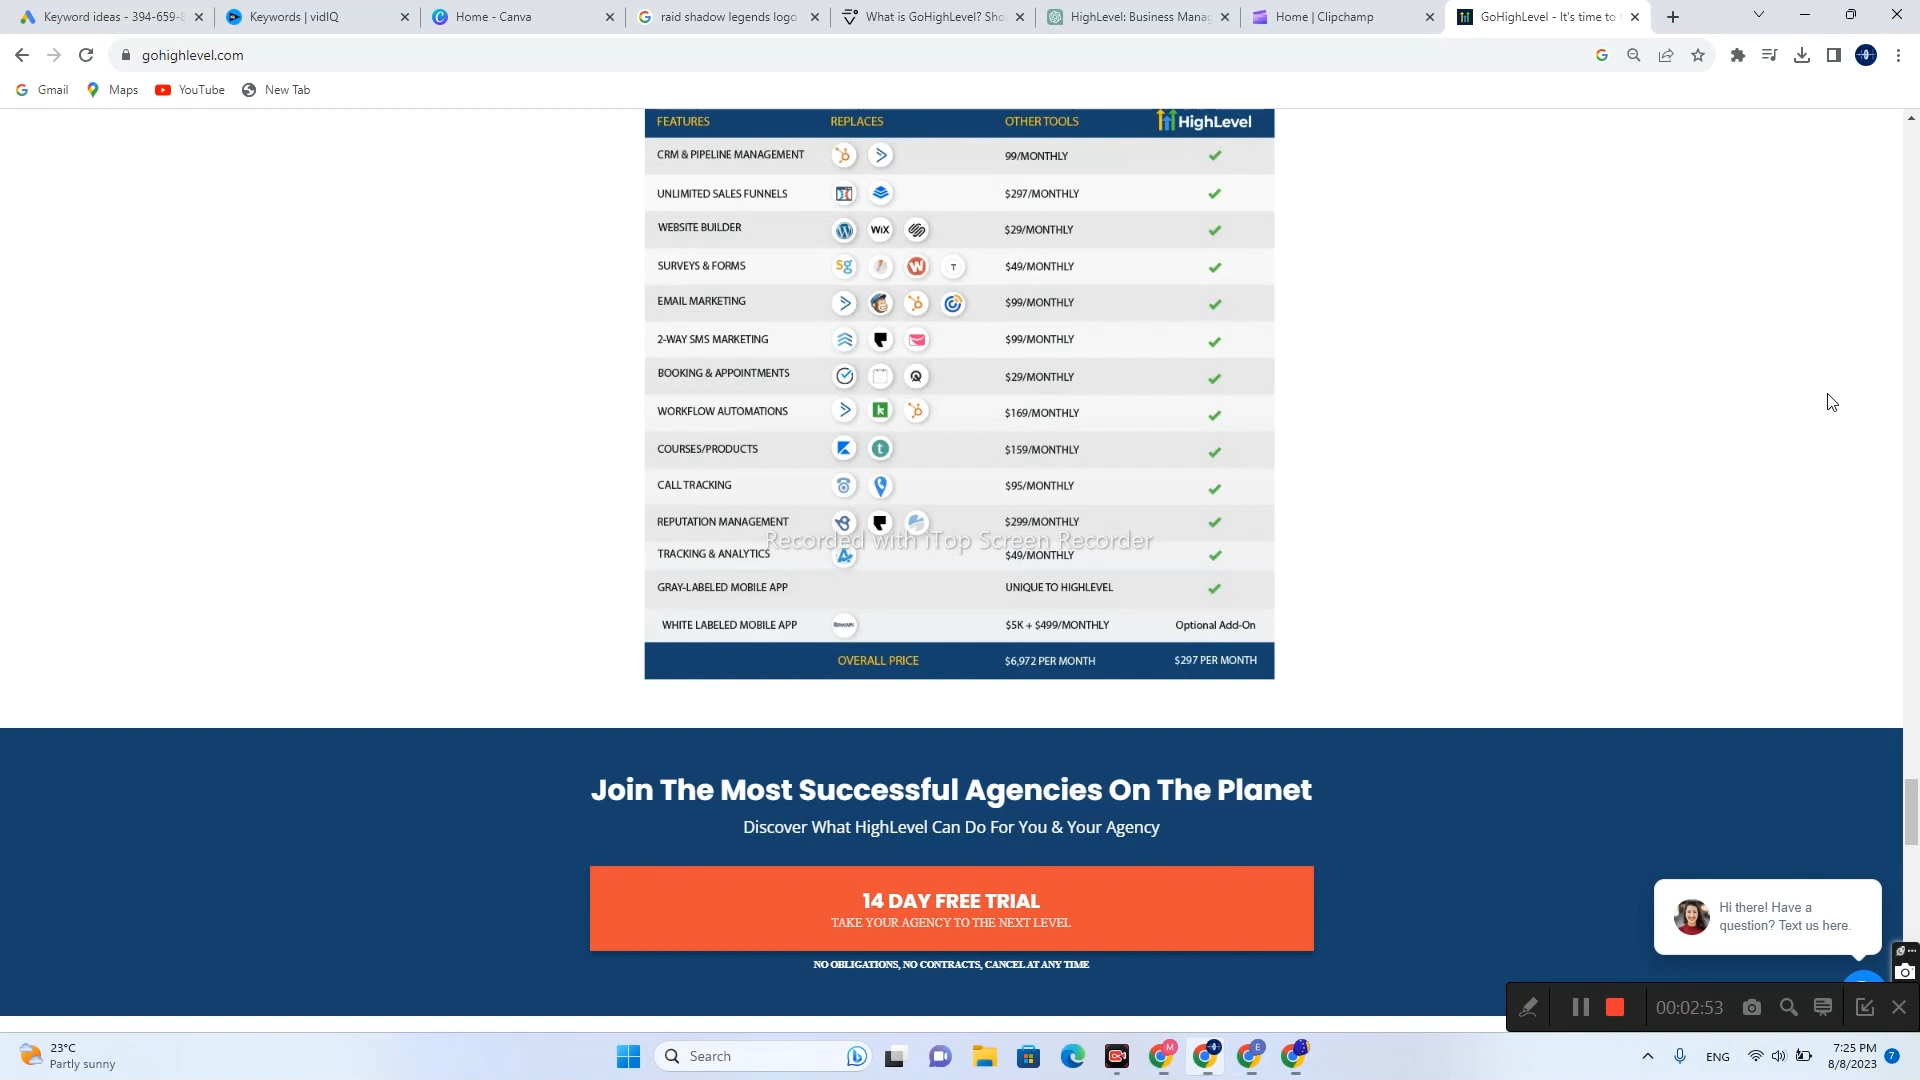 Keyword ideas - 394-659-8
Keywords | vidIQ
Home - Canva
raid shadow legends logo
What is GoHighLevel? Sho
HighLevel: Business Manag
Home | Clipchamp
GoHighLevel - It's time to
gohighlevel.com
Gmail
Maps
YouTube
New Tab
FEATURES REPLACES OTHER TOOLS HighLevel
CRM & PIPELINE MANAGEMENT 99/MONTHLY
UNLIMITED SALES FUNNELS $297/MONTHLY
WEBSITE BUILDER WIX $29/MONTHLY
SURVEYS & FORMS sg W T $49/MONTHLY
EMAIL MARKETING $99/MONTHLY
2-WAY SMS MARKETING $99/MONTHLY
BOOKING & APPOINTMENTS $29/MONTHLY
WORKFLOW AUTOMATIONS k $169/MONTHLY
COURSES/PRODUCTS t $159/MONTHLY
CALL TRACKING $95/MONTHLY
REPUTATION MANAGEMENT $299/MONTHLY
Recorded with iTop Screen Recorder
TRACKING & ANALYTICS $49/MONTHLY
GRAY-LABELED MOBILE APP UNIQUE TO HIGHLEVEL
WHITE LABELED MOBILE APP $5K + $499/MONTHLY Optional Add-On
OVERALL PRICE $6,972 PER MONTH $297 PER MONTH
Join The Most Successful Agencies On The Planet
Discover What HighLevel Can Do For You & Your Agency
14 DAY FREE TRIAL
TAKE YOUR AGENCY TO THE NEXT LEVEL
NO OBLIGATIONS, NO CONTRACTS, CANCEL AT ANY TIME
Hi there! Have a
question? Text us here.
00:02:53
23°C
Partly sunny
Search
M
E
ENG
7:25 PM
8/8/2023
7